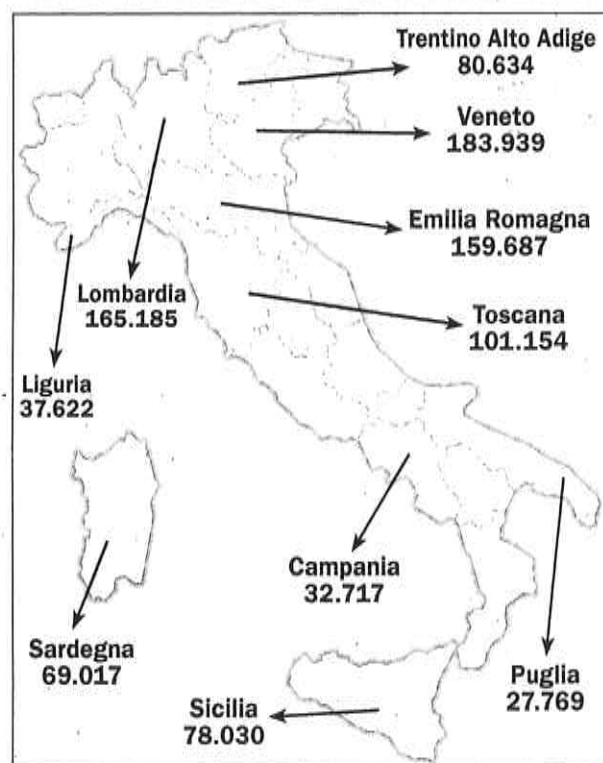 Trentino Alto Adige
80.634
Veneto
183.939
Emilia Romagna
159.687
Lombardia
165.185
Toscana
101.154
Liguria
37.622
Campania
32.717
Sardegna
69.017
Puglia
27.769
Sicilia
78.030